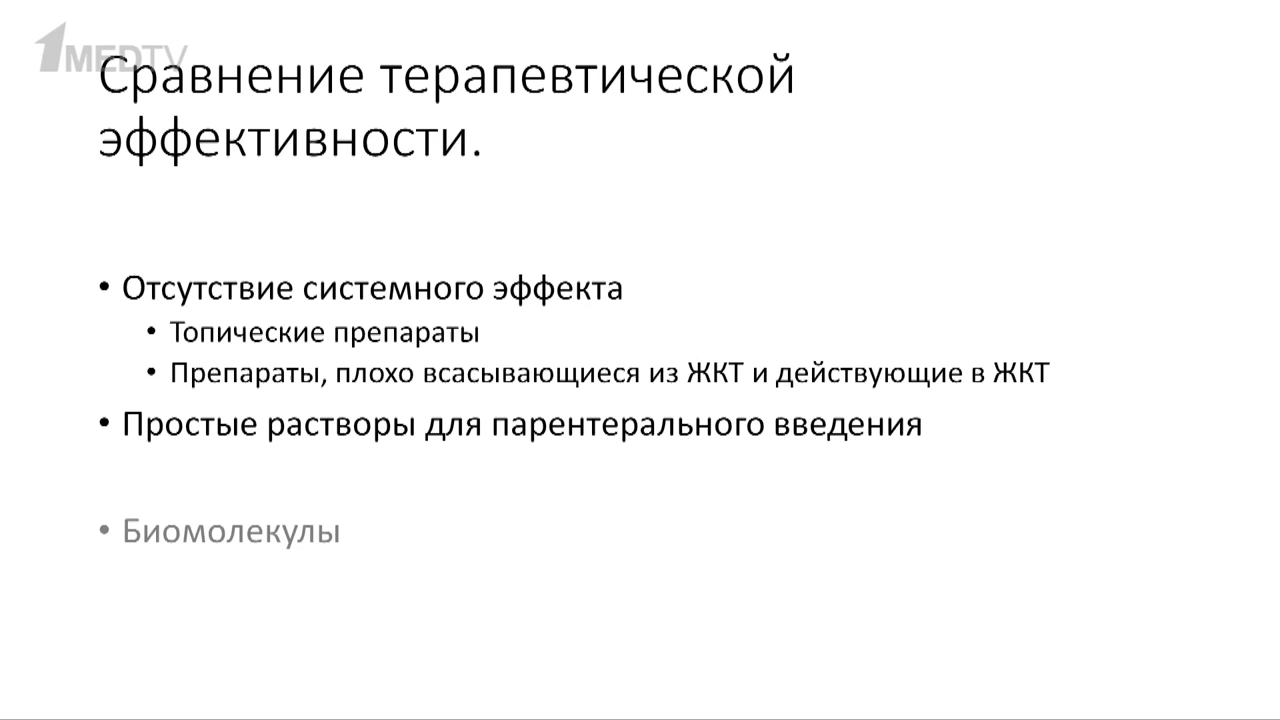 1MEDTV
Сравнение терапевтической
эффективности.
• Отсутствие системного эффекта
• Топические препараты
• Препараты, плохо всасывающиеся из ЖКТ и действующие в ЖКТ
• Простые растворы для парентерального введения
• Биомолекулы